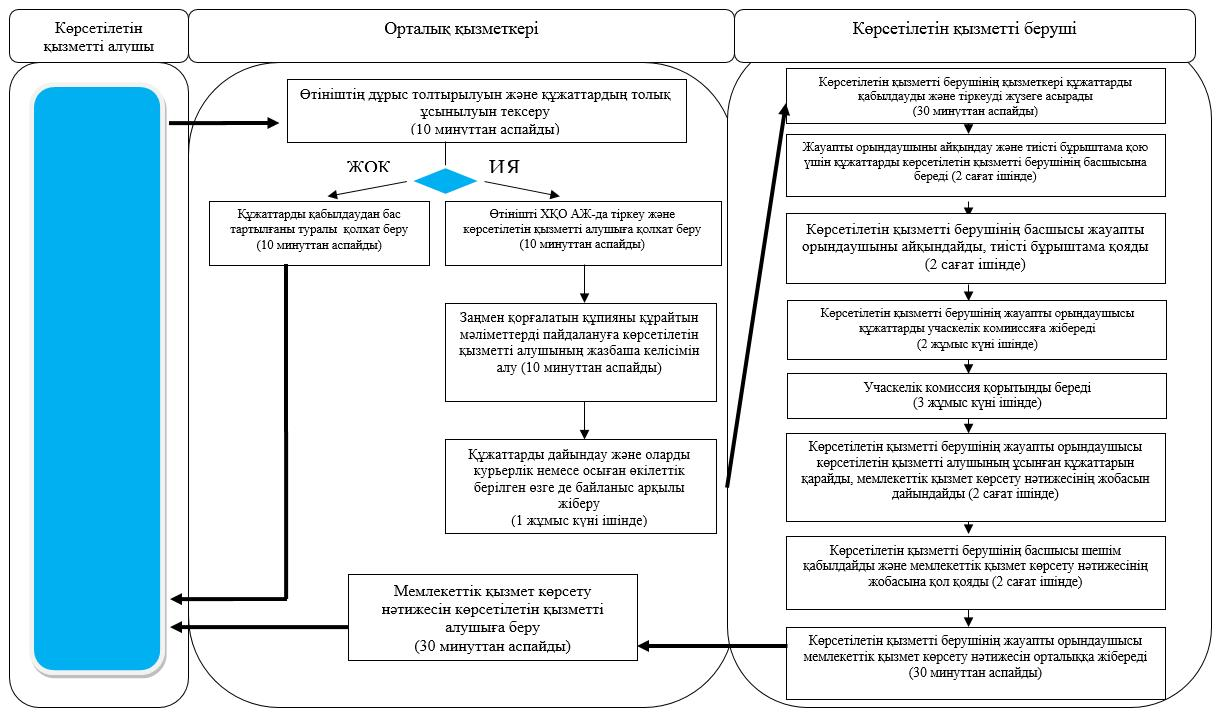 Көрсетілетін
қызметті алушы
Орталық қызметкері
Көрсетілетін қызметті беруші
Өтініштің дұрыс толтырылуын және құжаттардың толық
ұсынылуын тексеру
(10 минуттан аспайды)
ЖОК
ИЯ
Құжаттарды қабылдаудан бас
тартылғаны туралы қолхат беру
(10 минуттан аспайды)
Өтінішті ХҚО АЖ-да тіркеу және
көрсетілетін қызметті алушыға қолхат беру
(10 минуттан аспайды)
Заңмен қорғалатын құпияны құрайтын
мәліметтерді пайдалануға көрсетілетін
қызметті алушының жазбаша келісімін
алу (10 минуттан аспайды)
Құжаттарды дайындау және оларды
курьерлік немесе осыған өкілеттік
берілген өзге де байланыс арқылы
жіберу
(1 жұмыс күні ішінде)
Мемлекеттік қызмет көрсету
нәтижесін көрсетілетін қызметті
алушыға беру
(30 минуттан аспайды)
Көрсетілетін қызметті берушінің қызметкері құжаттарды
қабылдауды және тіркеуді жүзеге асырады
(30 минуттан аспайды)
Жауапты орындаушыны айқындау және тиісті бұрыштама қою
үшін құжаттарды көрсетілетін қызметті берушінің басшысына
береді (2 сағат ішінде)
Көрсетілетін қызметті берушінің басшысы жауапты
орындаушыны айқындайды, тиісті бұрыштама қояды
(2 сағат ішінде)
Көрсетілетін қызметті берушінің жауапты орындаушысы
құжаттарды учаскелік комиссияға жібереді
(2 жұмыс күні ішінде)
Учаскелік комиссия қорытынды береді
(3 жұмыс күні ішінде)
Көрсетілетін қызметті берушінің жауапты орындаушысы
көрсетілетін қызметті алушының ұсынған құжаттарын
қарайды, мемлекеттік қызмет көрсету нәтижесінің жобасын
дайындайды (2 сағат ішінде)
Көрсетілетін қызметті берушінің басшысы шешім
қабылдайды және мемлекеттік қызмет көрсету нәтижесінің
жобасына қол қояды (2 сағат ішінде)
Көрсетілетін қызметті берушінің жауапты орындаушысы
мемлекеттік қызмет көрсету нәтижесін орталыққа жібереді
(30 минуттан аспайды)